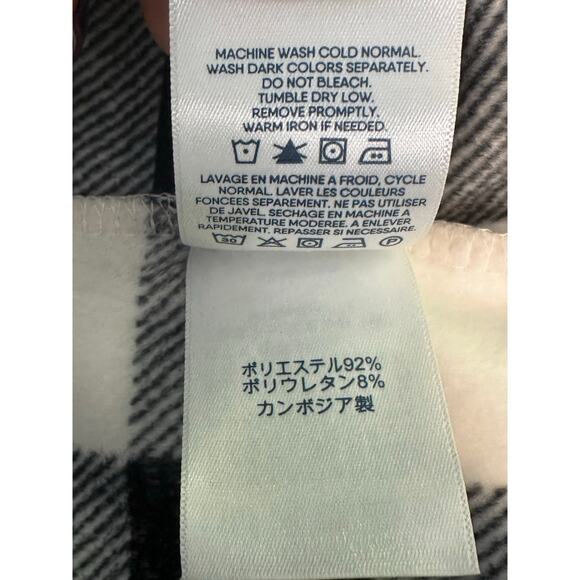 MACHINE WASH COLD NORMAL.
WASH DARK COLORS SEPARATELY.
DO NOT BLEACH.
TUMBLE DRY LOW.
REMOVE PROMPTLY.
WARM IRON IF NEEDED.
LAVAGE EN MACHINE A FROID, CYCLE
NORMAL. LAVER LES COULEURS
FONCEES SEPAREMENT. NE PAS UTILISER
DE JAVEL. SECHAGE EN MACHINE A
TEMPERATURE MODEREE. A ENLEVER
RAPIDEMENT. REPASSER SI NECESSAIRE.
30 P
ポリエステル92%
ポリウレタン8%
カンボジア製